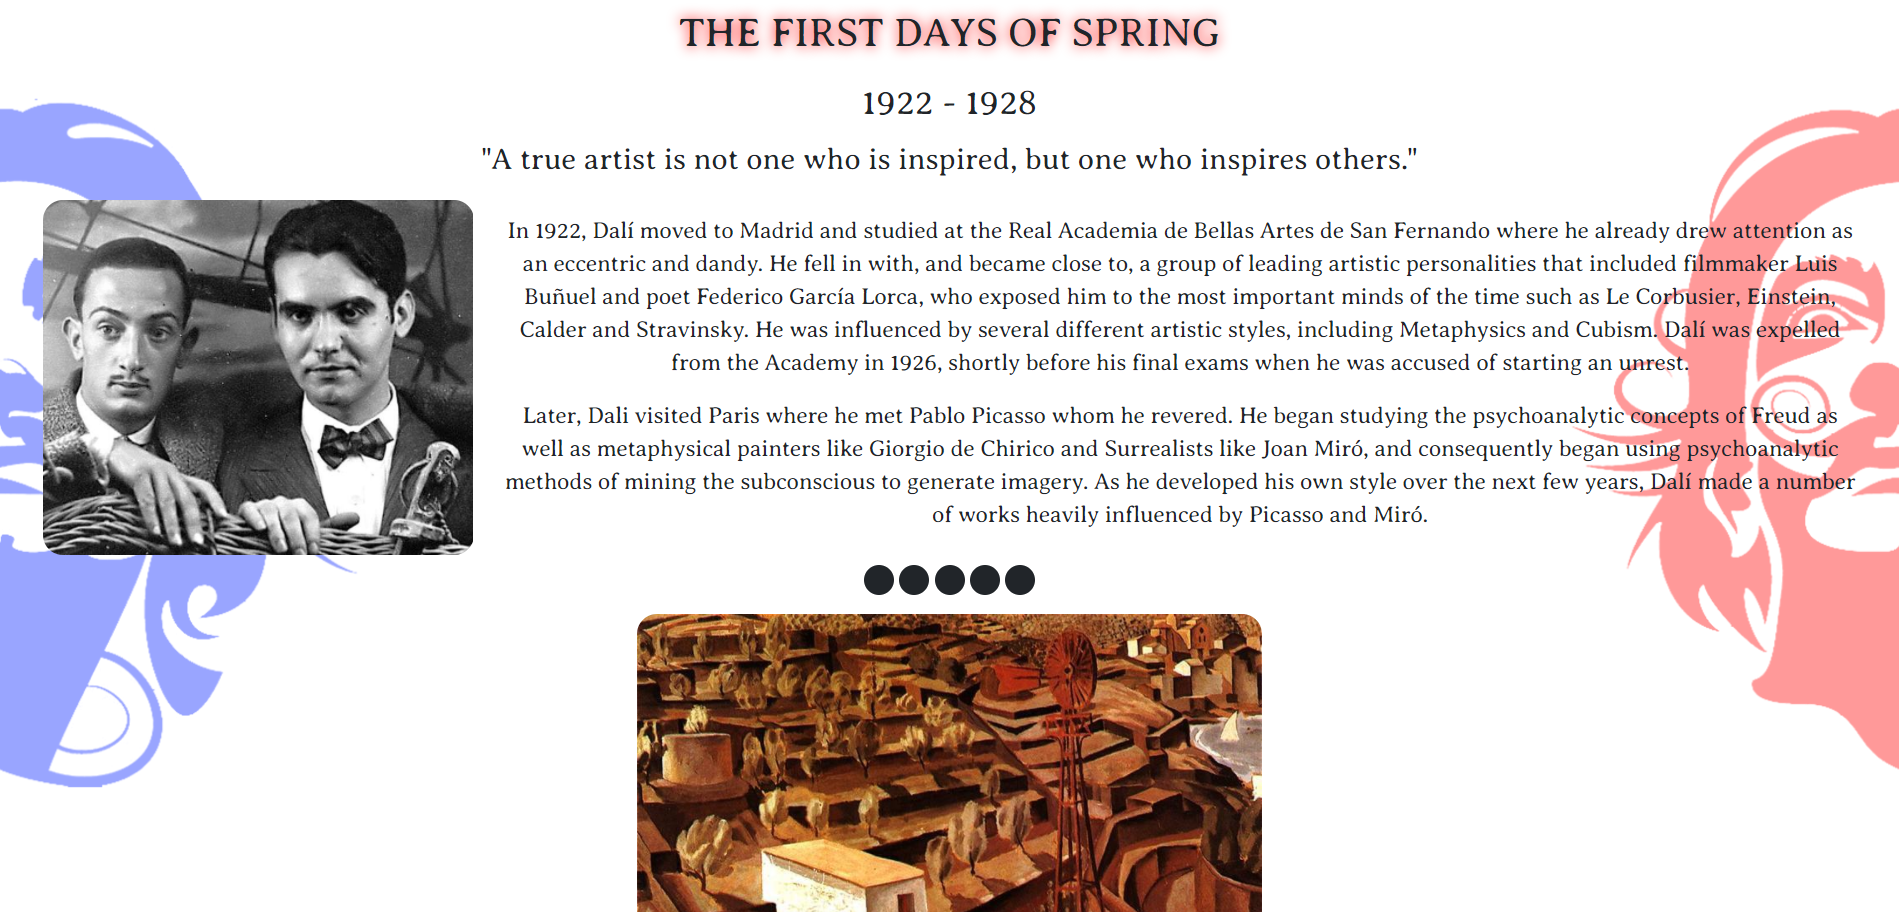 THE FIRST DAYS OF SPRING
1922 - 1928
"A true artist is not one who is inspired, but one who inspires others."
In 1922, Dalí moved to Madrid and studied at the Real Academia de Bellas Artes de San Fernando where he already drew attention as
an eccentric and dandy. He fell in with, and became close to, a group of leading artistic personalities that included filmmaker Luis
Buñuel and poet Federico García Lorca, who exposed him to the most important minds of the time such as Le Corbusier, Einstein,
Calder and Stravinsky. He was influenced by several different artistic styles, including Metaphysics and Cubism. Dalí was expelled
from the Academy in 1926, shortly before his final exams when he was accused of starting an unrest.
Later, Dali visited Paris where he met Pablo Picasso whom he revered. He began studying the psychoanalytic concepts of Freud as
well as metaphysical painters like Giorgio de Chirico and Surrealists like Joan Miró, and consequently began using psychoanalytic
methods of mining the subconscious to generate imagery. As he developed his own style over the next few years, Dalí made a number
of works heavily influenced by Picasso and Miró.